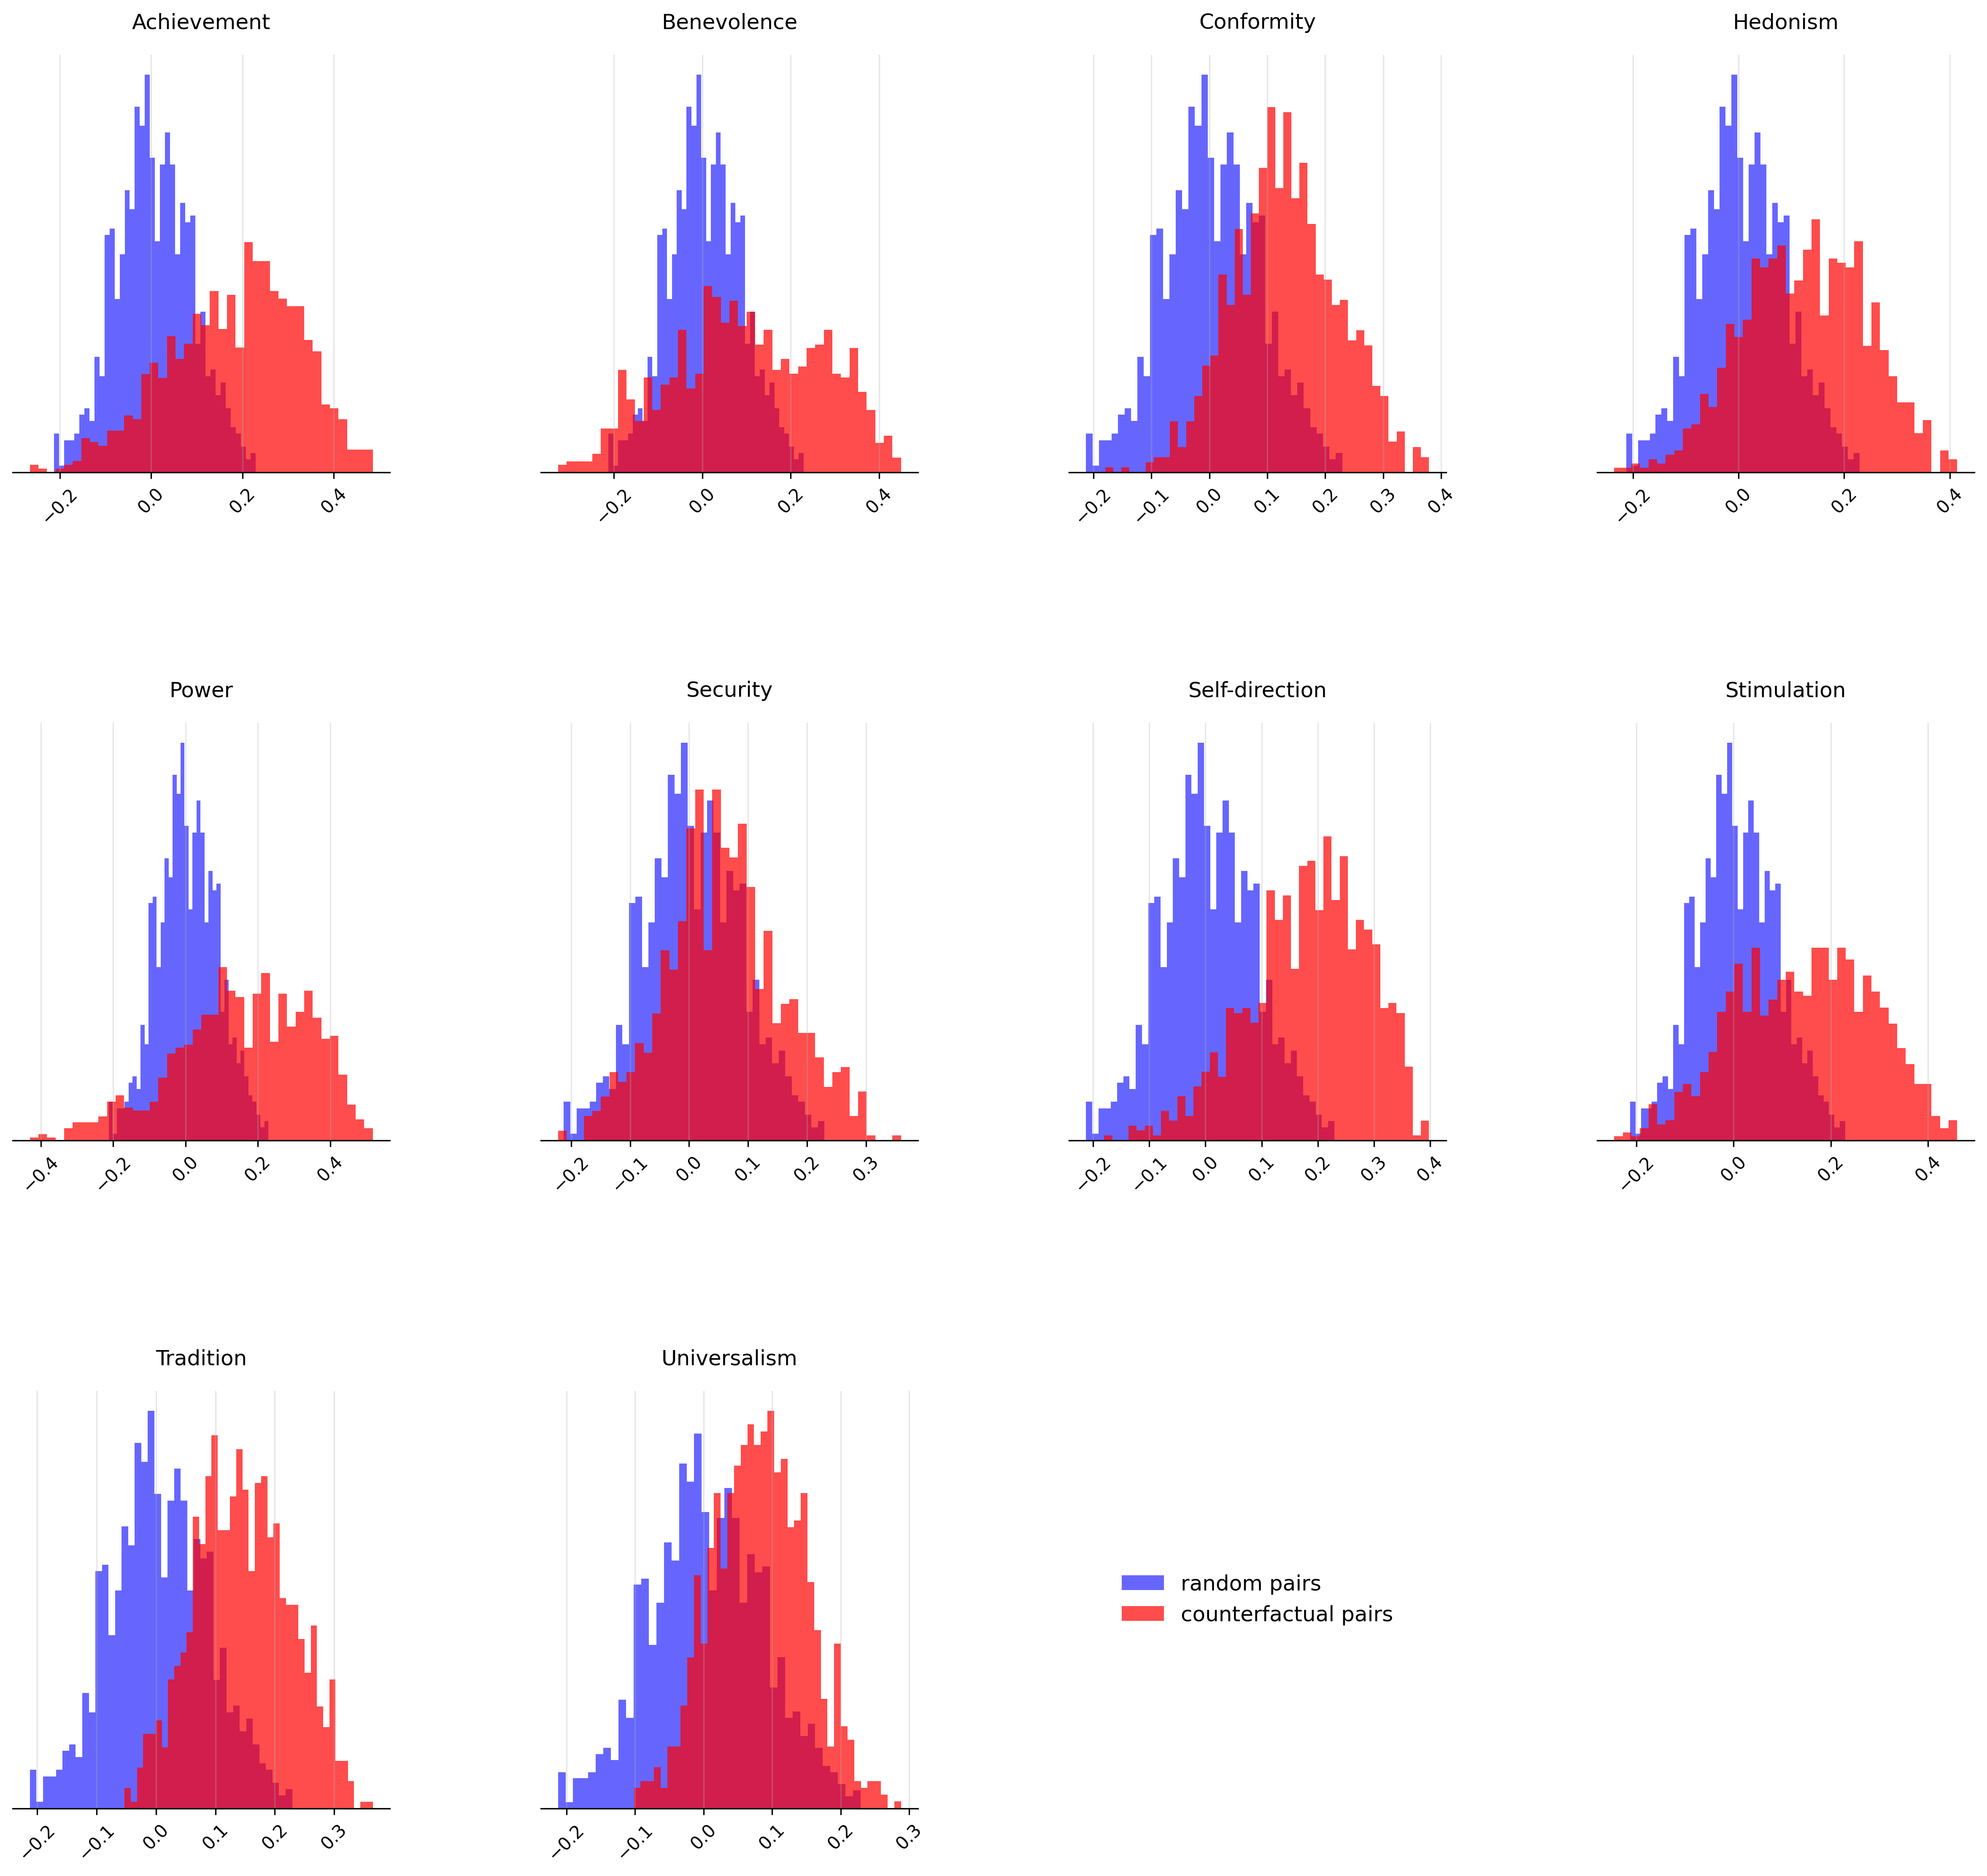 Achievement
Benevolence
Conformity
Hedonism
−0.2 0.0 0.2 0.4
−0.2 0.0 0.2 0.4
−0.2 −0.1 0.0 0.1 0.2 0.3 0.4
−0.2 0.0 0.2 0.4
Power
Security
Self-direction
Stimulation
−0.4 −0.2 0.0 0.2 0.4
−0.2 −0.1 0.0 0.1 0.2 0.3
−0.2 −0.1 0.0 0.1 0.2 0.3 0.4
−0.2 0.0 0.2 0.4
Tradition
Universalism
random pairs
counterfactual pairs
−0.2 −0.1 0.0 0.1 0.2 0.3
−0.2 −0.1 0.0 0.1 0.2 0.3